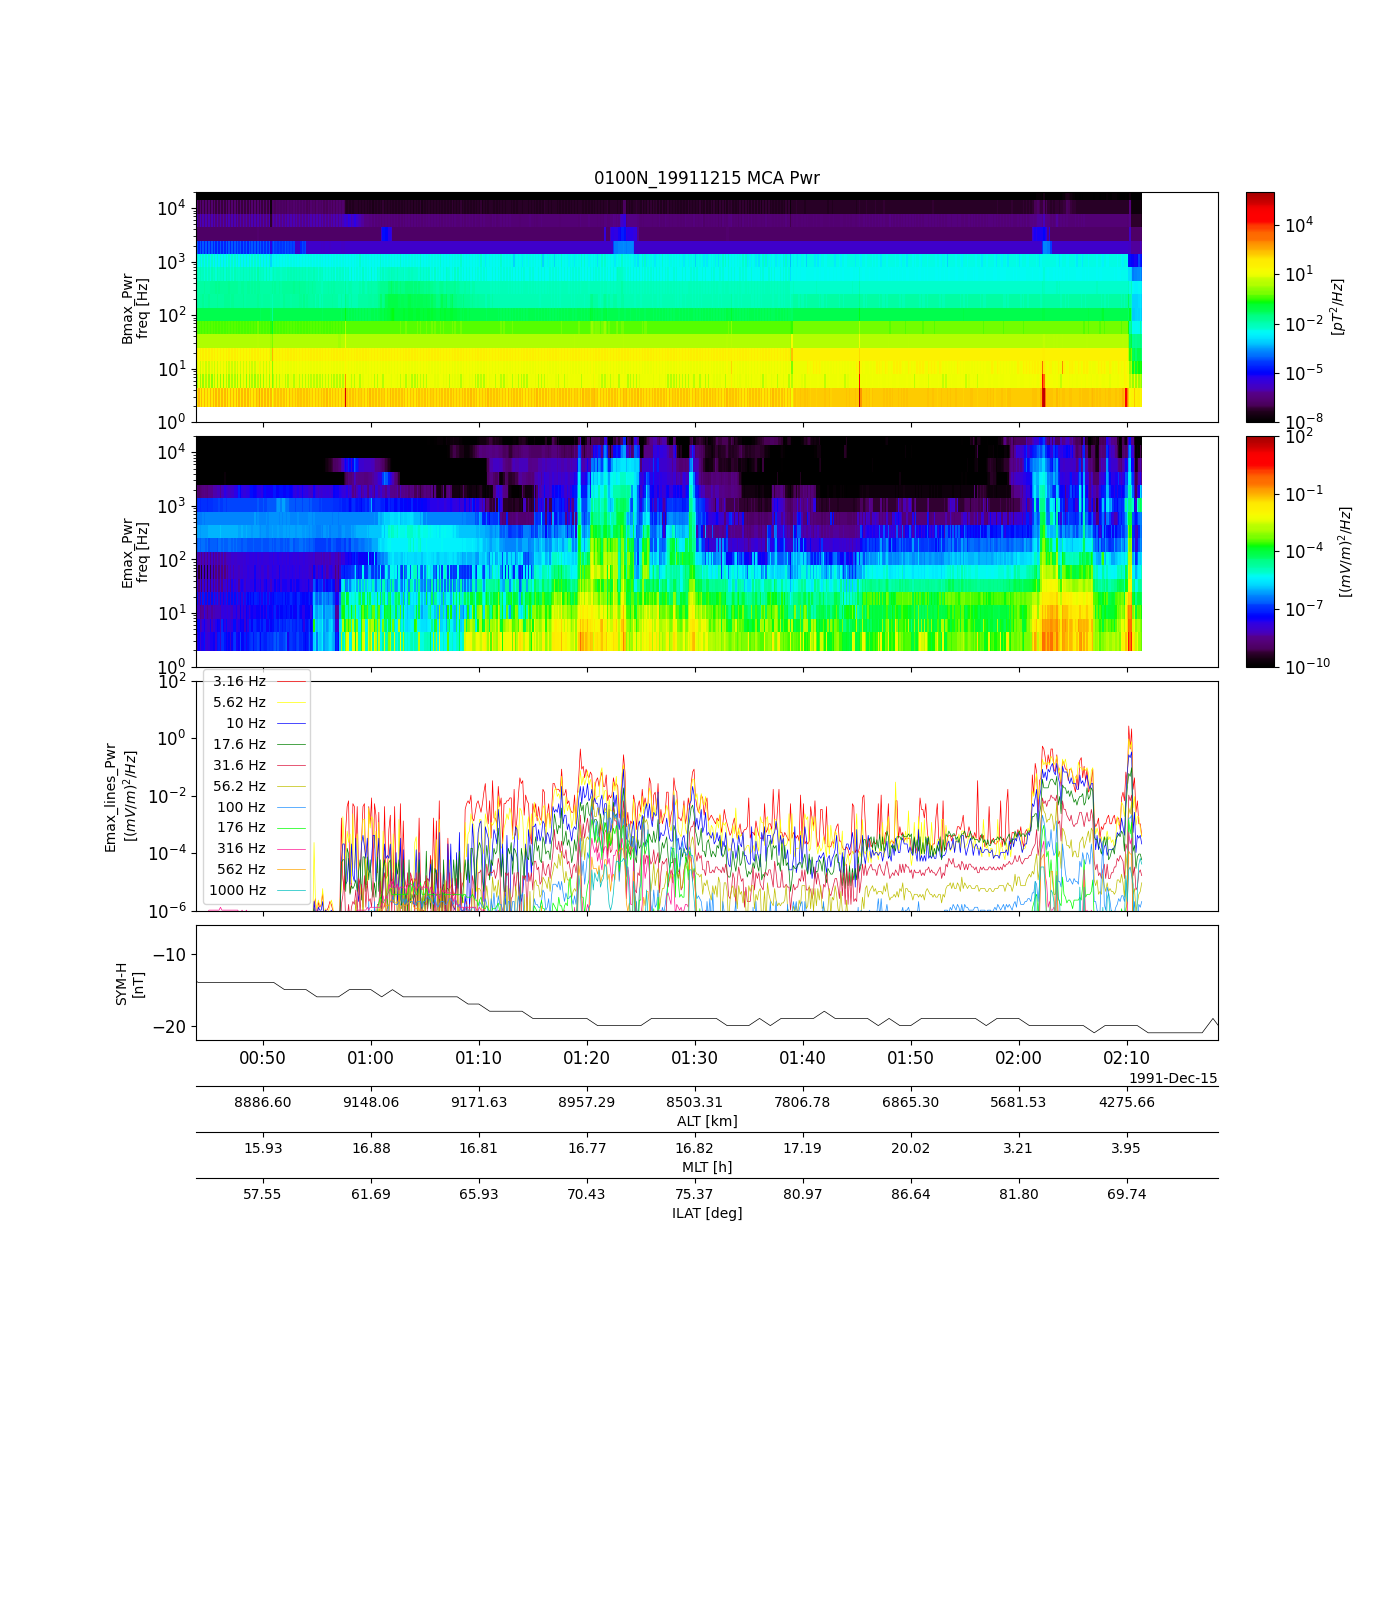 0100N_19911215 MCA Pwr
10^4
10^3
10^2
10^1
10^0
Bmax_Pwr
freq [Hz]
10^4
10^1
10^-2
10^-5
10^-8
[pT^2/Hz]
10^4
10^3
10^2
10^1
10^0
Emax_Pwr
freq [Hz]
10^2
10^-1
10^-4
10^-7
10^-10
[(mV/m)^2/Hz]
10^2
10^0
10^-2
10^-4
10^-6
Emax_lines_Pwr
[(mV/m)^2/Hz]
3.16 Hz
5.62 Hz
10 Hz
17.6 Hz
31.6 Hz
56.2 Hz
100 Hz
176 Hz
316 Hz
562 Hz
1000 Hz
−10
−20
SYM-H
[nT]
00:50 01:00 01:10 01:20 01:30 01:40 01:50 02:00 02:10
1991-Dec-15
8886.60 9148.06 9171.63 8957.29 8503.31 7806.78 6865.30 5681.53 4275.66
ALT [km]
15.93 16.88 16.81 16.77 16.82 17.19 20.02 3.21 3.95
MLT [h]
57.55 61.69 65.93 70.43 75.37 80.97 86.64 81.80 69.74
ILAT [deg]